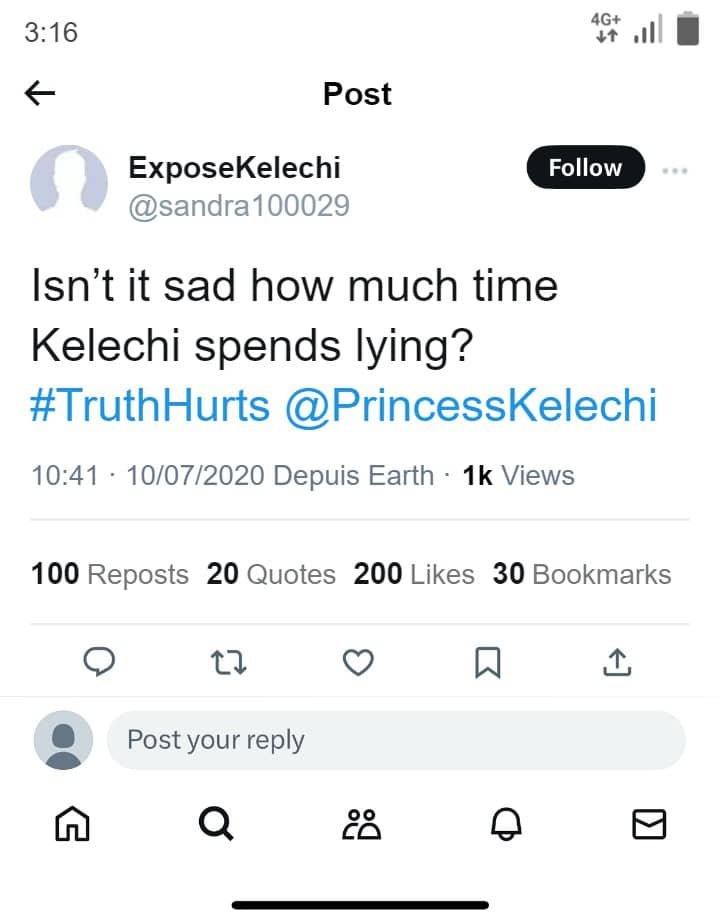 3:16
4G+
Post
ExposeKelechi
Follow
@sandra100029
Isn’t it sad how much time
Kelechi spends lying?
#TruthHurts @PrincessKelechi
10:41 · 10/07/2020 Depuis Earth · 1k Views
100 Reposts 20 Quotes 200 Likes 30 Bookmarks
Post your reply